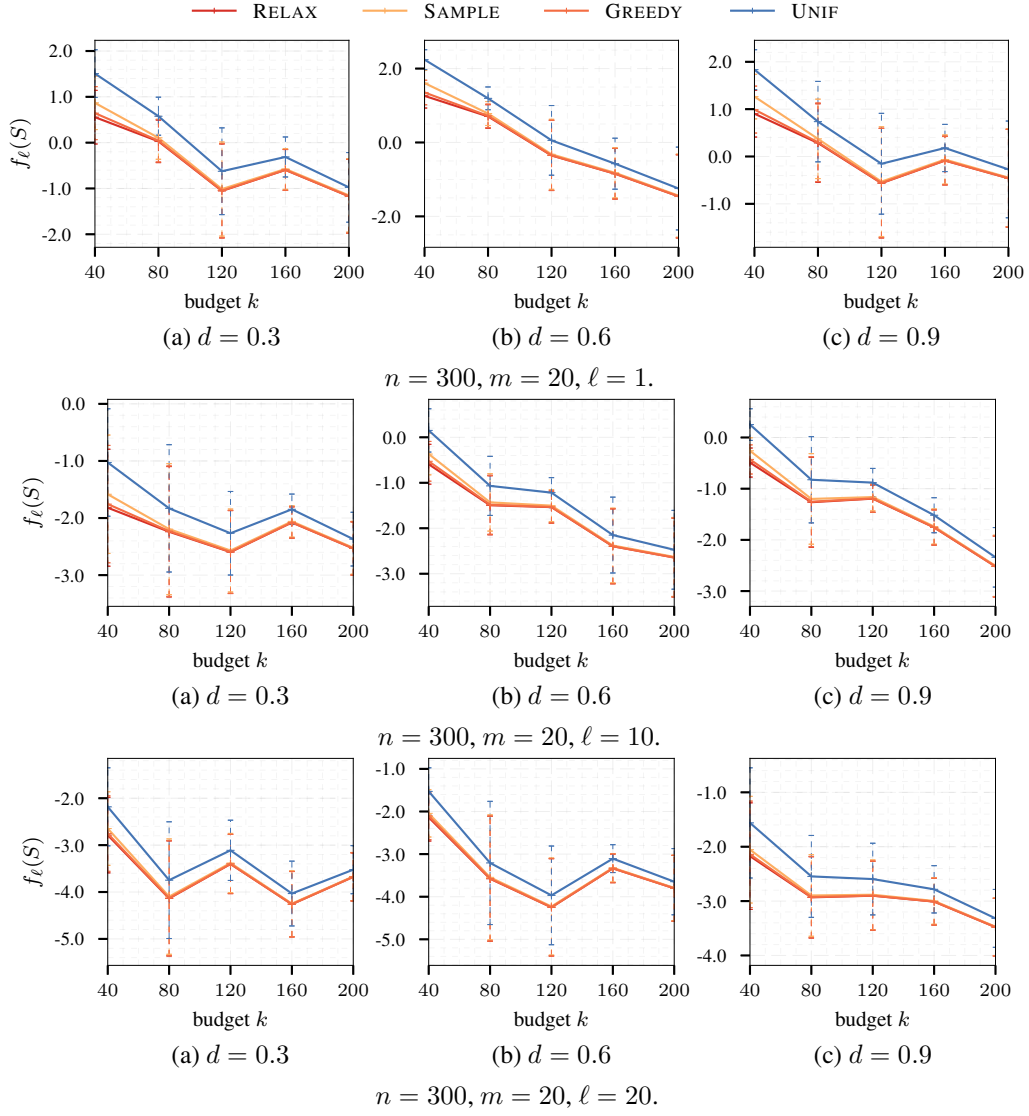 RELAX SAMPLE GREEDY UNIF
2.0 1.0 0.0 -1.0 -2.0
fℓ(S)
40 80 120 160 200
budget k
(a) d = 0.3
2.0 0.0 -2.0
40 80 120 160 200
budget k
(b) d = 0.6
2.0 1.0 0.0 -1.0
40 80 120 160 200
budget k
(c) d = 0.9
n = 300, m = 20, ℓ = 1.
0.0 -1.0 -2.0 -3.0
fℓ(S)
40 80 120 160 200
budget k
(a) d = 0.3
0.0 -1.0 -2.0 -3.0
40 80 120 160 200
budget k
(b) d = 0.6
0.0 -1.0 -2.0 -3.0
40 80 120 160 200
budget k
(c) d = 0.9
n = 300, m = 20, ℓ = 10.
-2.0 -3.0 -4.0 -5.0
fℓ(S)
40 80 120 160 200
budget k
(a) d = 0.3
-1.0 -2.0 -3.0 -4.0 -5.0
40 80 120 160 200
budget k
(b) d = 0.6
-1.0 -2.0 -3.0 -4.0
40 80 120 160 200
budget k
(c) d = 0.9
n = 300, m = 20, ℓ = 20.